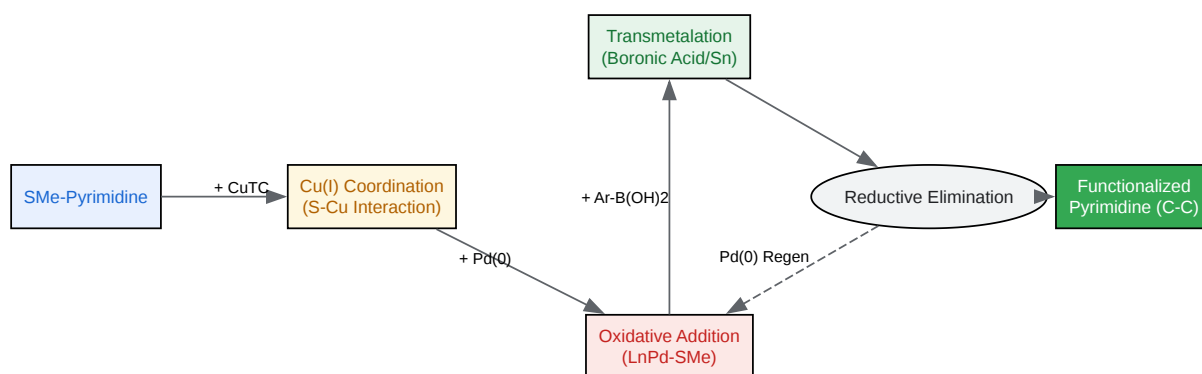 SMe-Pyrimidine
+ CuTC
Cu(I) Coordination
(S-Cu Interaction)
+ Pd(0)
Oxidative Addition
(LnPd-SMe)
+ Ar-B(OH)2
Transmetalation
(Boronic Acid/Sn)
Reductive Elimination
Pd(0) Regen
Functionalized
Pyrimidine (C-C)